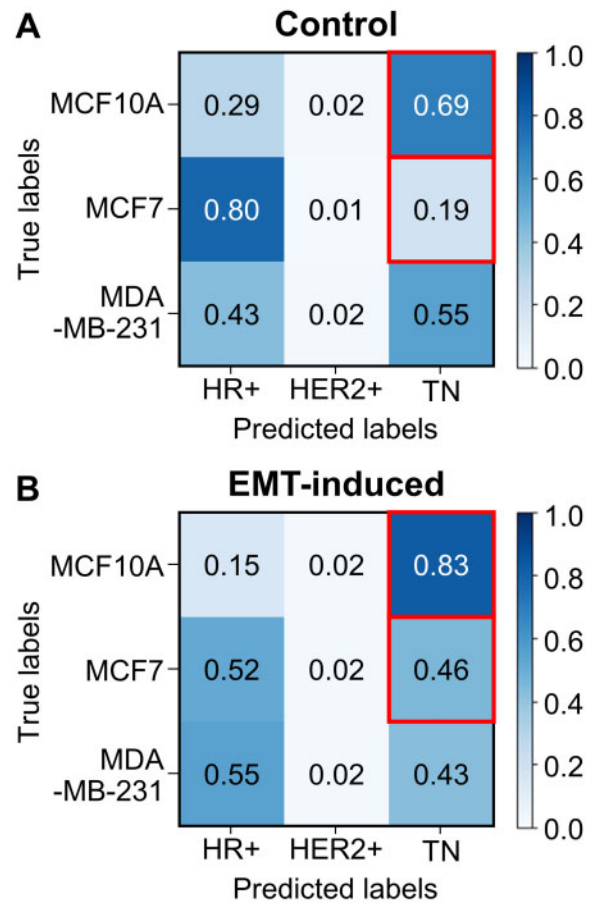 A
Control
MCF10A
0.29 0.02 0.69
MCF7
0.80 0.01 0.19
MDA
-MB-231
0.43 0.02 0.55
HR+ HER2+ TN
Predicted labels
True labels
1.0
0.8
0.6
0.4
0.2
0.0
B
EMT-induced
MCF10A
0.15 0.02 0.83
MCF7
0.52 0.02 0.46
MDA
-MB-231
0.55 0.02 0.43
HR+ HER2+ TN
Predicted labels
True labels
1.0
0.8
0.6
0.4
0.2
0.0